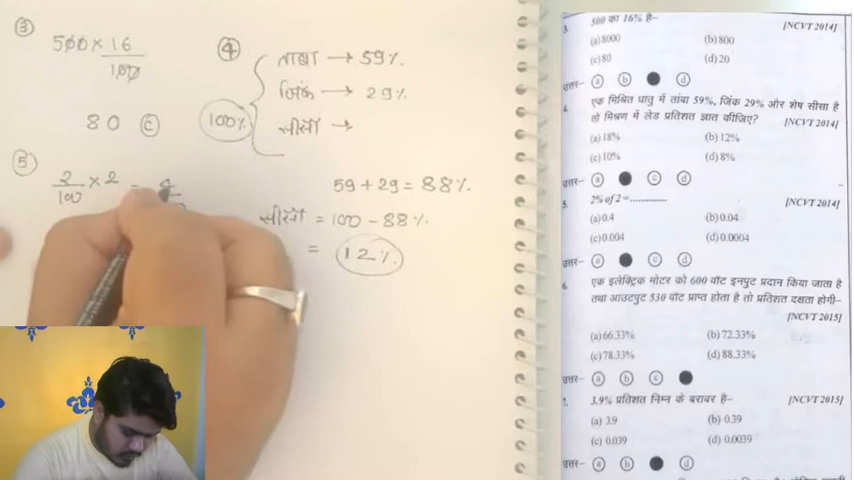 ③
500 × 16
100
80 ⓒ
④
ताबा → 59%.
जिंक → 29%
सीसी →
100%
59 + 29 = 88%.
सीसी = 100 - 88%.
= 12%.
⑤
2/100 × 2 = 4
3. 500 का 16% है–
[NCVT 2014]
(a) 8000 (b) 800
(c) 80 (d) 20
उत्तर– ⓐ ⓑ ● ⓓ
4. एक मिश्रित धातु में तांबा 59%, जिंक 29% और शेष सीसा है
तो मिश्रण में लेड प्रतिशत ज्ञात कीजिए? [NCVT 2014]
(a) 18% (b) 12%
(c) 10% (d) 8%
उत्तर– ⓐ ● ⓒ ⓓ
5. 2% of 2 = ............. [NCVT 2014]
(a) 0.4 (b) 0.04
(c) 0.004 (d) 0.0004
उत्तर– ⓐ ● ⓒ ⓓ
6. एक इलेक्ट्रिक मोटर को 600 वॉट इनपुट प्रदान किया जाता है
तथा आउटपुट 530 वॉट प्राप्त होता है तो प्रतिशत दक्षता होगी–
[NCVT 2015]
(a) 66.33% (b) 72.33%
(c) 78.33% (d) 88.33%
उत्तर– ⓐ ⓑ ⓒ ●
7. 3.9% प्रतिशत निम्न के बराबर है– [NCVT 2015]
(a) 3.9 (b) 0.39
(c) 0.039 (d) 0.0039
उत्तर– ⓐ ⓑ ● ⓓ